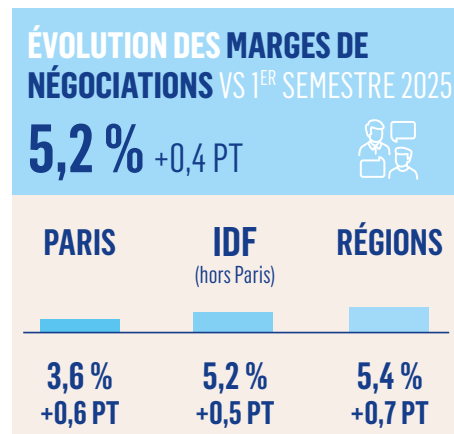 ÉVOLUTION DES MARGES DE
NÉGOCIATIONS VS 1ER SEMESTRE 2025
5,2 % +0,4 PT
PARIS
IDF
(hors Paris)
RÉGIONS
3,6 %
+0,6 PT
5,2 %
+0,5 PT
5,4 %
+0,7 PT